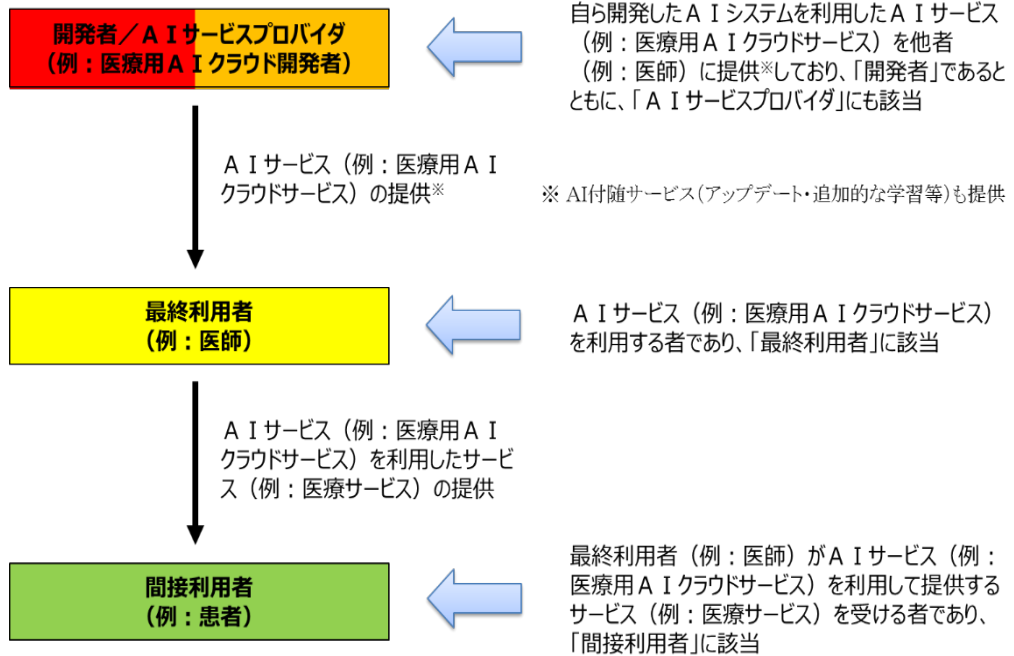 開発者／ＡＩサービスプロバイダ
（例：医療用ＡＩクラウド開発者）
自ら開発したＡＩシステムを利用したＡＩサービス
（例：医療用ＡＩクラウドサービス）を他者
（例：医師）に提供※しており、「開発者」であると
ともに、「ＡＩサービスプロバイダ」にも該当
ＡＩサービス（例：医療用ＡＩ
クラウドサービス）の提供※
※ AI付随サービス(アップデート・追加的な学習等)も提供
最終利用者
（例：医師）
ＡＩサービス（例：医療用ＡＩクラウドサービス）
を利用する者であり、「最終利用者」に該当
ＡＩサービス（例：医療用ＡＩ
クラウドサービス）を利用したサービ
ス（例：医療サービス）の提供
間接利用者
（例：患者）
最終利用者（例：医師）がＡＩサービス（例：
医療用ＡＩクラウドサービス）を利用して提供する
サービス（例：医療サービス）を受ける者であり、
「間接利用者」に該当